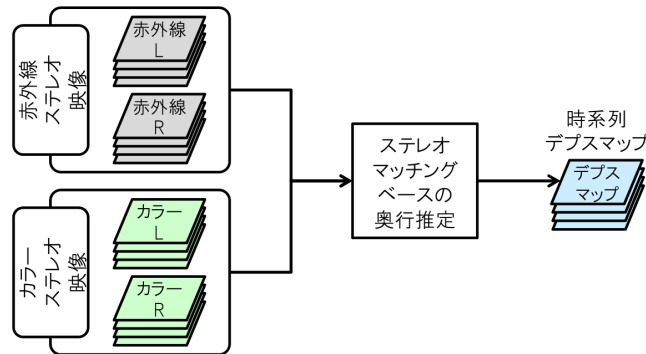 赤外線
ステレオ
映像
赤外線
L
赤外線
R
カラー
ステレオ
映像
カラー
L
カラー
R
ステレオ
マッチング
ベースの
奥行推定
時系列
デプスマップ
デプス
マップ